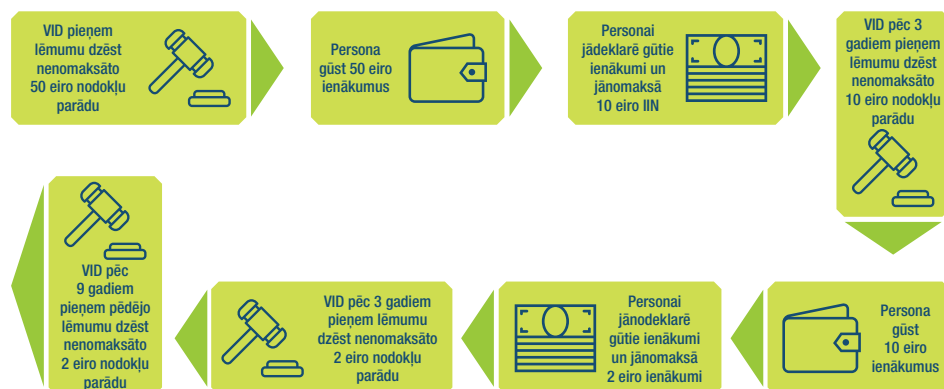 VID pieņem
lēmumu dzēst
nenomaksāto
50 eiro nodokļu
parādu
Persona
gūst 50 eiro
ienākumus
Personai
jādeklarē gūtie
ienākumi un
jānomaksā
10 eiro IIN
VID pēc 3
gadiem pieņem
lēmumu dzēst
nenomaksāto
10 eiro nodokļu
parādu
Persona
gūst
10 eiro
ienākumus
Personai
jānodeklarē
gūtie ienākumi
un jānomaksā
2 eiro ienākumi
VID pēc 3 gadiem
pieņem lēmumu
dzēst nenomaksāto
2 eiro nodokļu
parādu
VID pēc
9 gadiem
pieņem pēdējo
lēmumu dzēst
nenomaksāto
2 eiro nodokļu
parādu